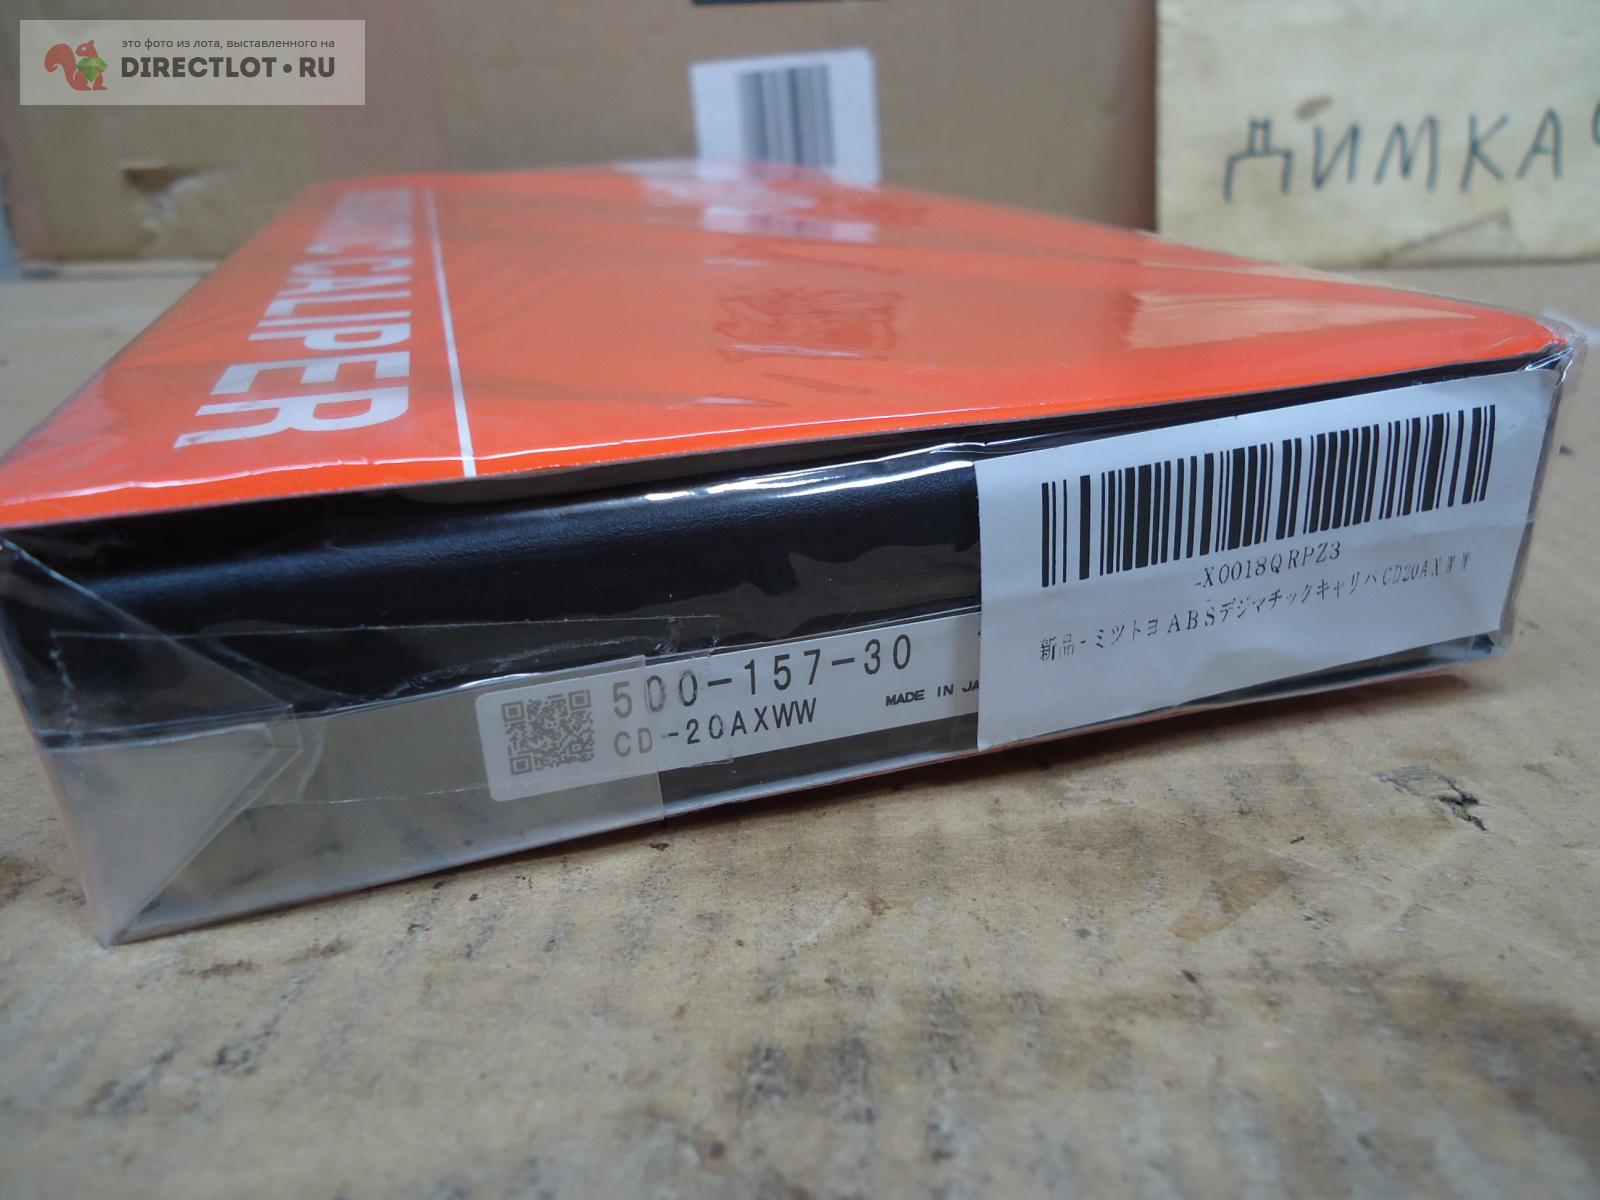 это фото из лота, выставленного на
DIRECTLOT.RU
ДИМКА
CALIPER
-X0018QRPZ3
新品-ミツトヨABSデジマチックキャリパCD20AXWW
500-157-30
CD-20AXWW
MADE IN JA